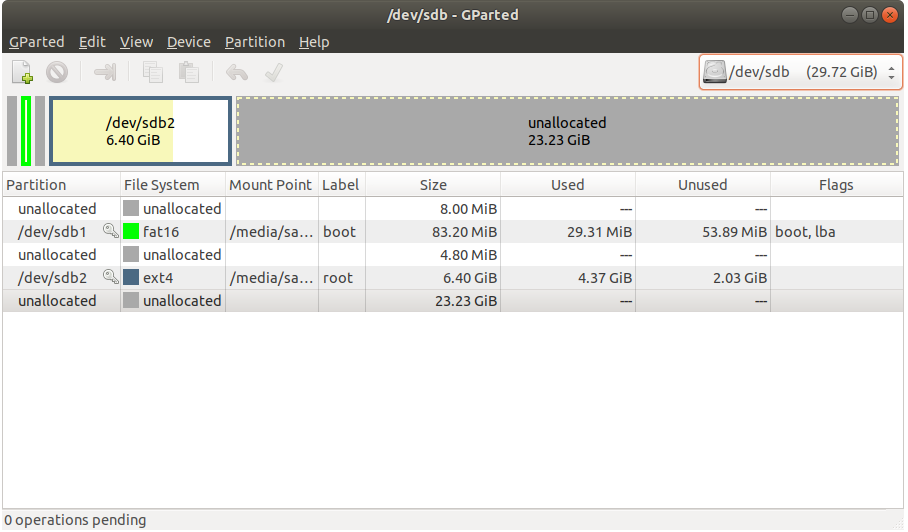 /dev/sdb - GParted
GParted Edit View Device Partition Help
/dev/sdb (29.72 GiB)
/dev/sdb2
6.40 GiB
unallocated
23.23 GiB
Partition File System Mount Point Label Size Used Unused Flags
unallocated unallocated 8.00 MiB --- ---
/dev/sdb1 fat16 /media/sa... boot 83.20 MiB 29.31 MiB 53.89 MiB boot, lba
unallocated unallocated 4.80 MiB --- ---
/dev/sdb2 ext4 /media/sa... root 6.40 GiB 4.37 GiB 2.03 GiB
unallocated unallocated 23.23 GiB --- ---
0 operations pending